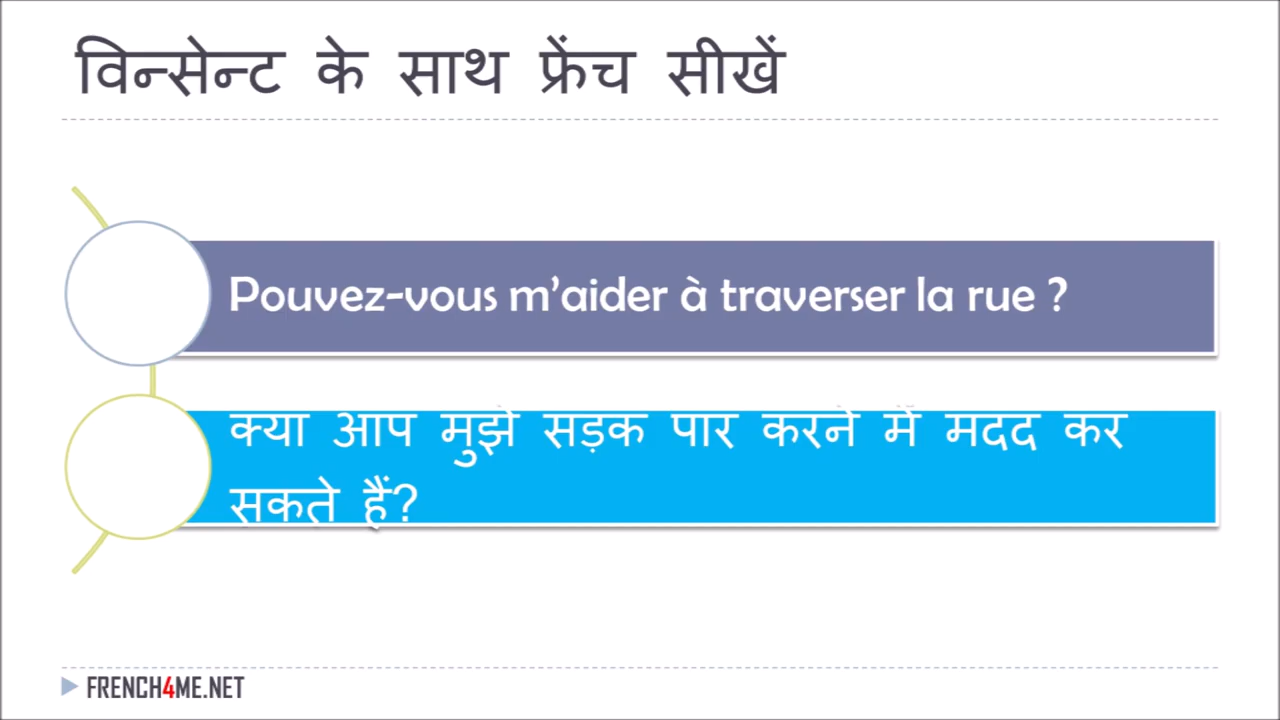 विन्सेन्ट के साथ फ्रेंच सीखें
Pouvez-vous m’aider à traverser la rue ?
क्या आप मुझे सड़क पार करने में मदद कर
सकते हैं?
FRENCH4ME.NET